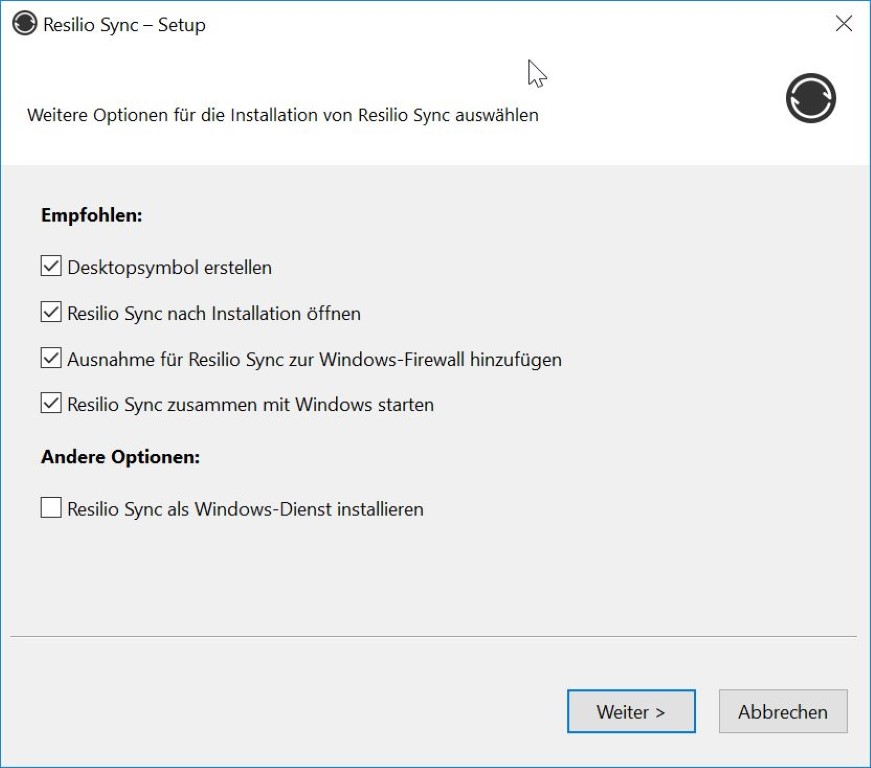 Resilio Sync – Setup
Weitere Optionen für die Installation von Resilio Sync auswählen
Empfohlen:
Desktopsymbol erstellen
Resilio Sync nach Installation öffnen
Ausnahme für Resilio Sync zur Windows-Firewall hinzufügen
Resilio Sync zusammen mit Windows starten
Andere Optionen:
Resilio Sync als Windows-Dienst installieren
Weiter >
Abbrechen